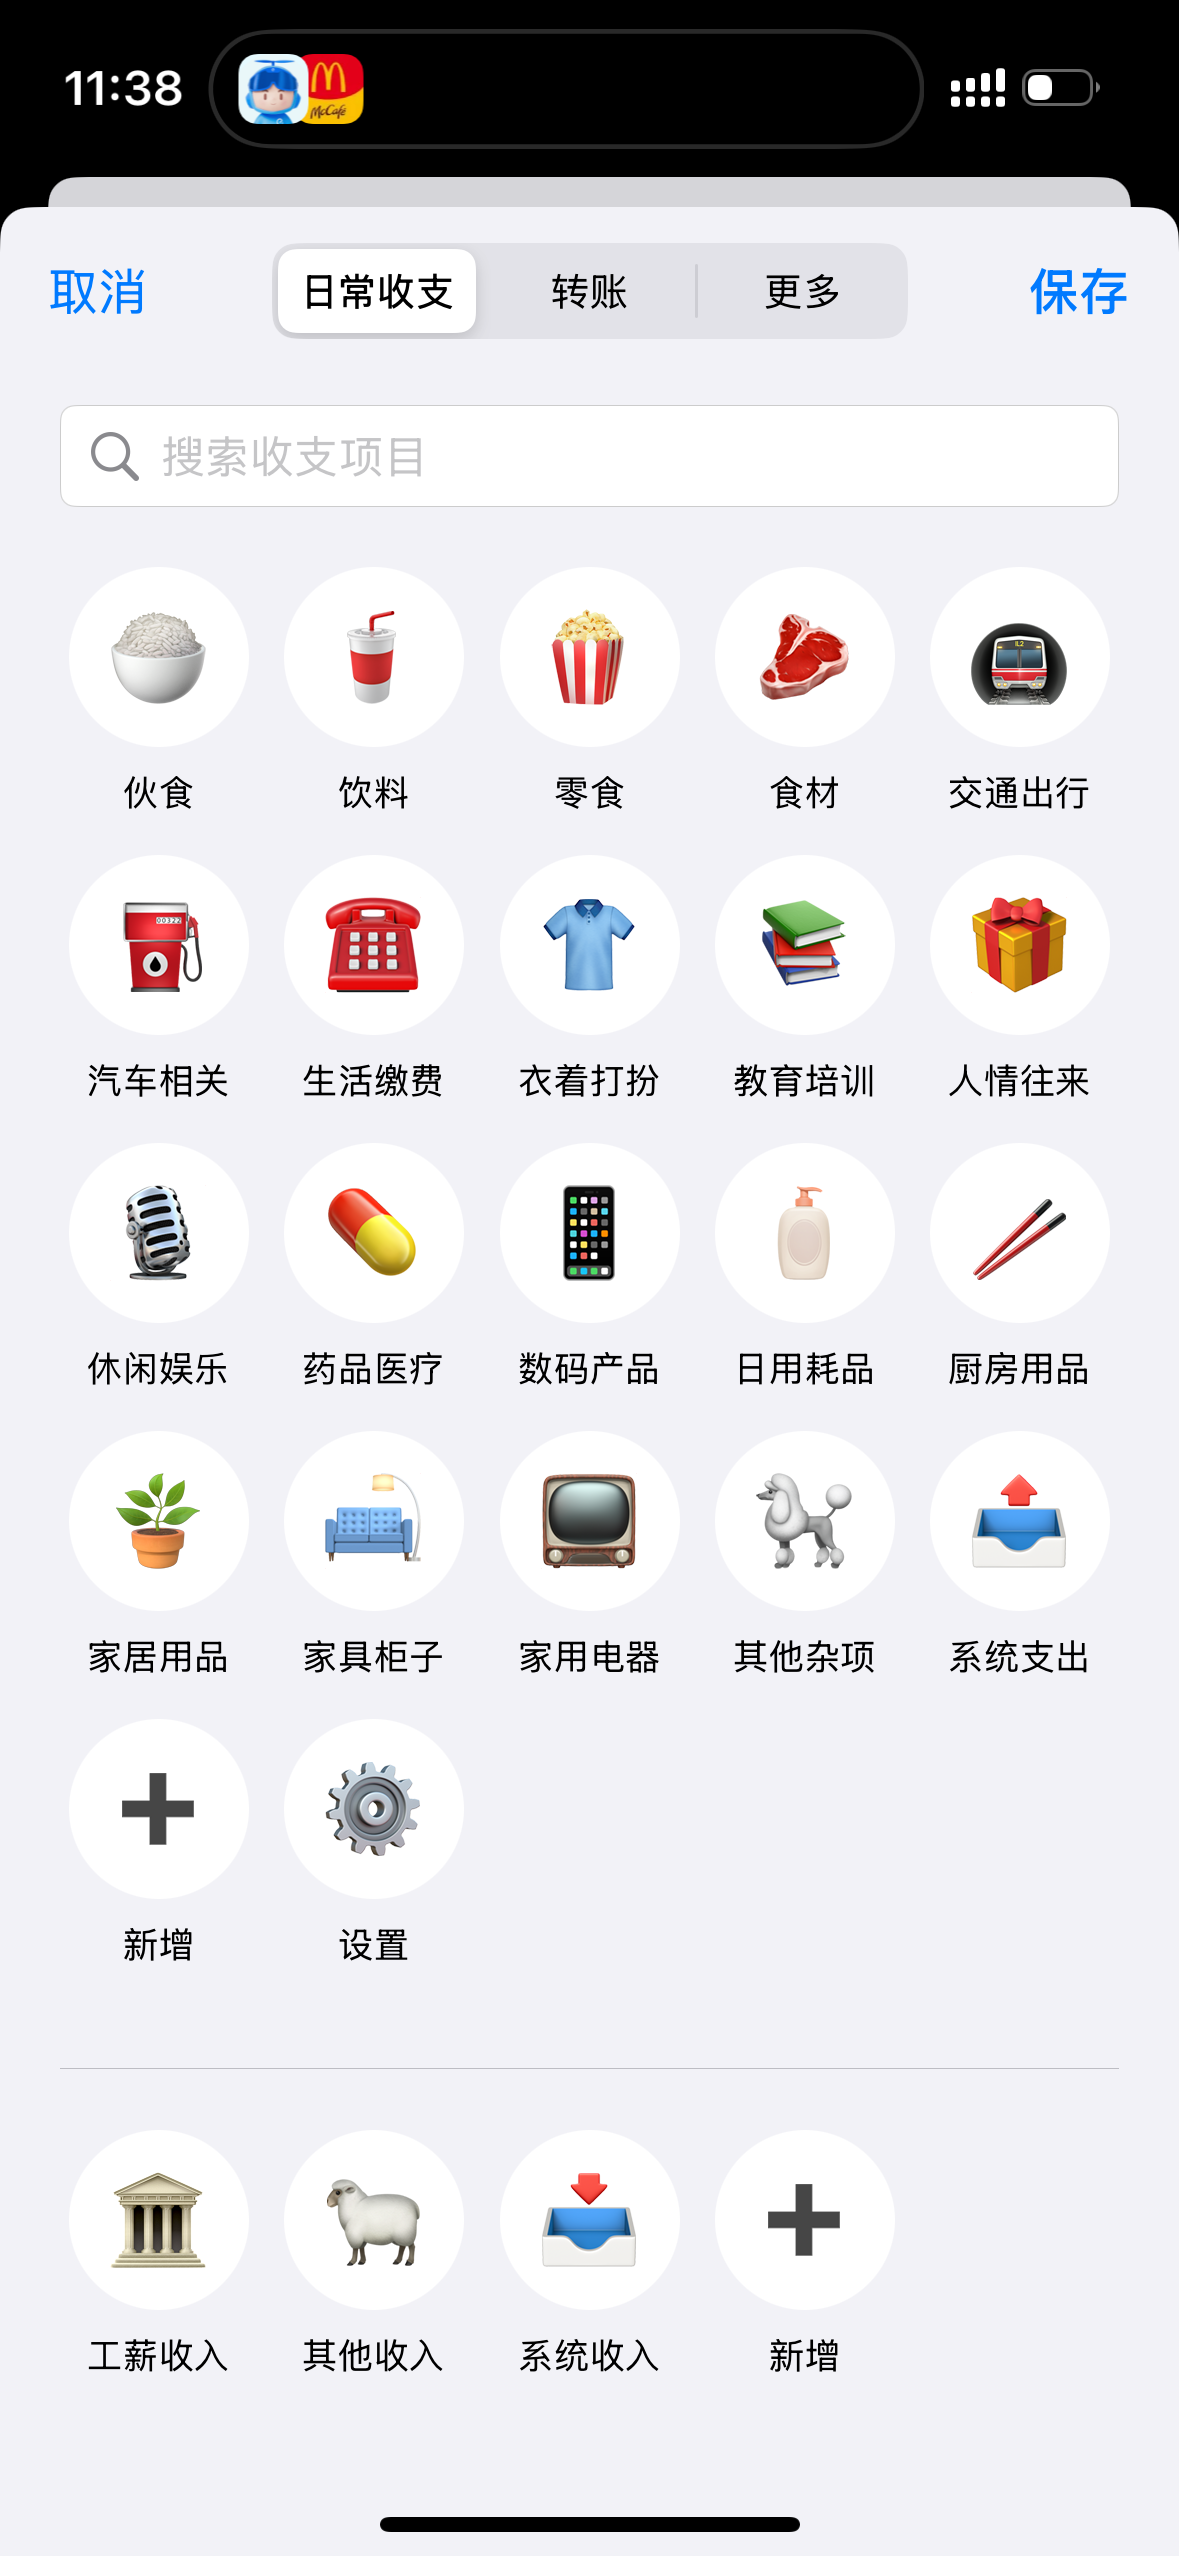 11:38
McCafé
取消
日常收支
转账
更多
保存
搜索收支项目
伙食
饮料
零食
食材
交通出行
00322
汽车相关
生活缴费
衣着打扮
教育培训
人情往来
休闲娱乐
药品医疗
数码产品
日用耗品
厨房用品
家居用品
家具柜子
家用电器
其他杂项
系统支出
新增
设置
工薪收入
其他收入
系统收入
新增